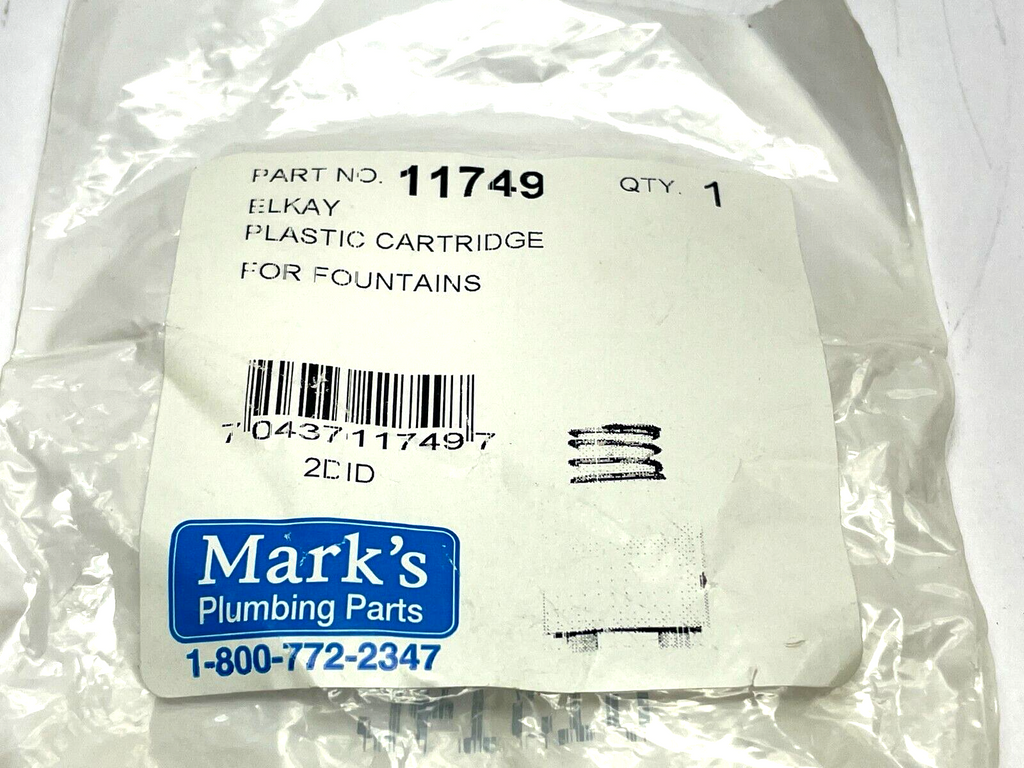 PART NO. 11749 QTY. 1
ELKAY
PLASTIC CARTRIDGE
FOR FOUNTAINS
7 04371 11749 7
2DID
Mark's
Plumbing Parts
1-800-772-2347